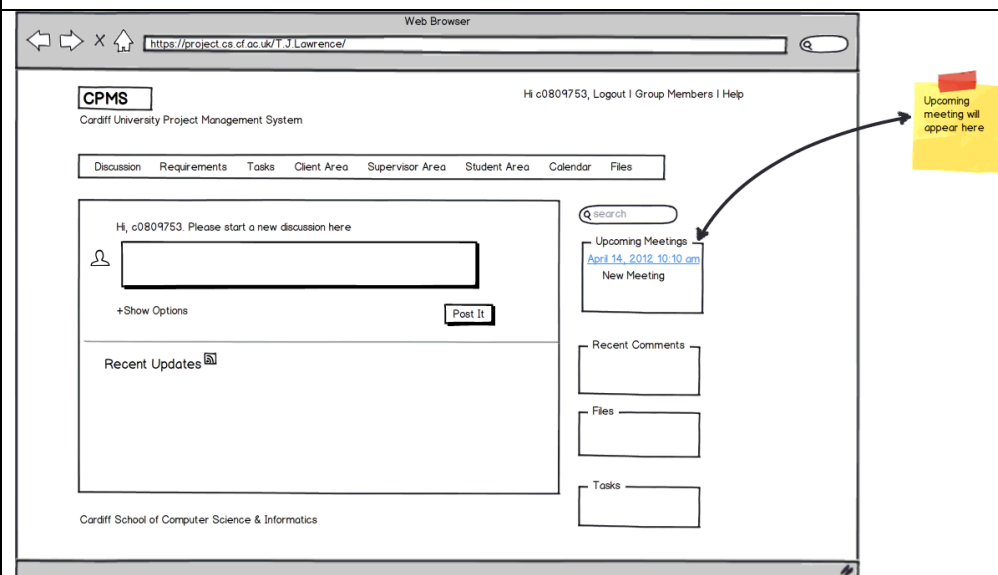 Web Browser
https://project.cs.cf.ac.uk/T.J.Lawrence/
CPMS
Hi c0809753, Logout I Group Members I Help
Cardiff University Project Management System
Discussion Requirements Tasks Client Area Supervisor Area Student Area Calendar Files
Hi, c0809753. Please start a new discussion here
+Show Options
Post It
Recent Updates
search
Upcoming Meetings
April 14, 2012 10:10 am
New Meeting
Recent Comments
Files
Tasks
Cardiff School of Computer Science & Informatics
Upcoming
meeting will
appear here